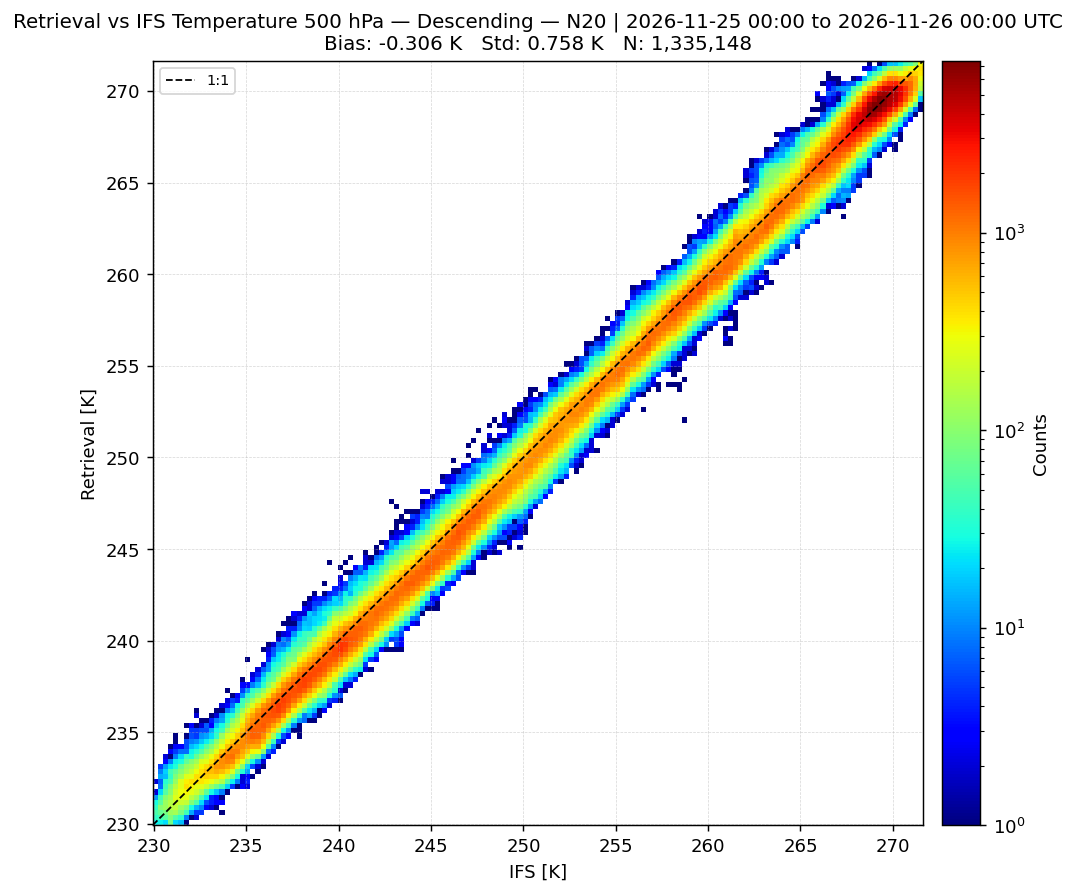 Retrieval vs IFS Temperature 500 hPa — Descending — N20 | 2026-11-25 00:00 to 2026-11-26 00:00 UTC
Bias: -0.306 K   Std: 0.758 K   N: 1,335,148
1:1
270
265
260
255
250
245
240
235
230
Retrieval [K]
230 235 240 245 250 255 260 265 270
IFS [K]
10³
10²
10¹
10⁰
Counts